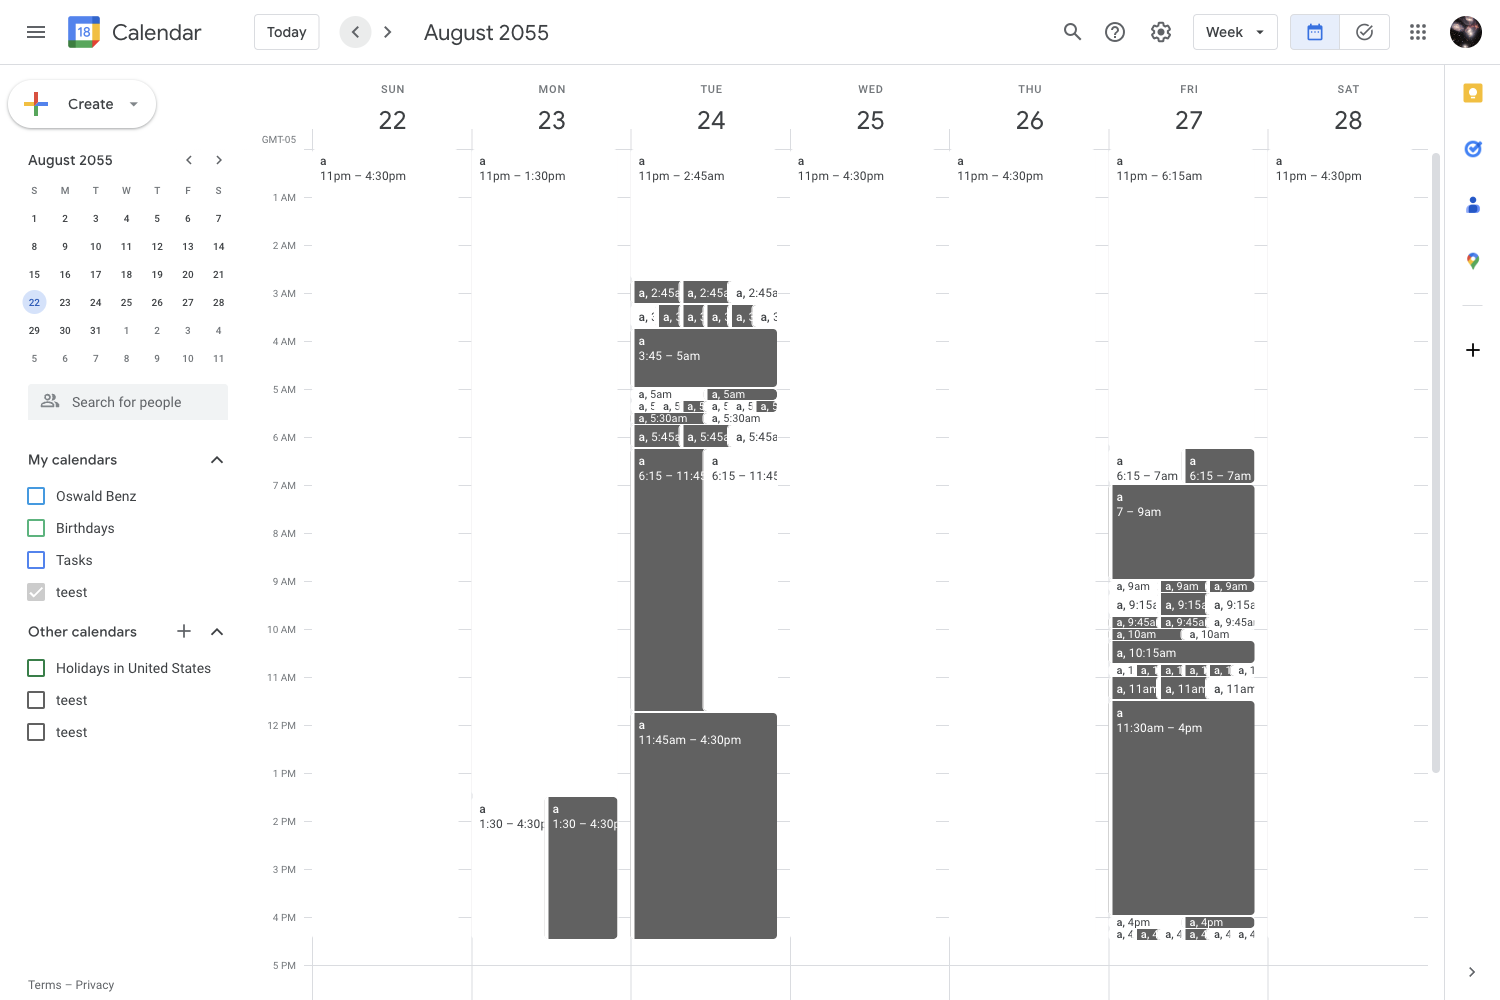 18 Calendar Today August 2055 Week
Create
August 2055
S M T W T F S
1 2 3 4 5 6 7
8 9 10 11 12 13 14
15 16 17 18 19 20 21
22 23 24 25 26 27 28
29 30 31 1 2 3 4
5 6 7 8 9 10 11
Search for people
My calendars
Oswald Benz
Birthdays
Tasks
teest
Other calendars
Holidays in United States
teest
teest
Terms – Privacy
SUN MON TUE WED THU FRI SAT
22 23 24 25 26 27 28
GMT-05
a a a a a a a
11pm – 4:30pm 11pm – 1:30pm 11pm – 2:45am 11pm – 4:30pm 11pm – 4:30pm 11pm – 6:15am 11pm – 4:30pm
1 AM
2 AM
3 AM
4 AM
5 AM
6 AM
7 AM
8 AM
9 AM
10 AM
11 AM
12 PM
1 PM
2 PM
3 PM
4 PM
5 PM
a a
1:30 – 4:30p 1:30 – 4:30p
a, 2:45a a, 2:45a a, 2:45a
a, 3 a, 3 a, 3 a, 3 a, 3 a, 3
a
3:45 – 5am
a, 5am a, 5am
a, 5 a, 5 a, 5 a, 5 a, 5 a, 5
a, 5:30am a, 5:30am
a, 5:45a a, 5:45a a, 5:45a
a a
6:15 – 11:45 6:15 – 11:45
a
11:45am – 4:30pm
a a
6:15 – 7am 6:15 – 7am
a
7 – 9am
a, 9am a, 9am a, 9am
a, 9:15a a, 9:15a a, 9:15a
a, 9:45a a, 9:45a a, 9:45a
a, 10am a, 10am
a, 10:15am
a, 1 a, 1 a, 1 a, 1 a, 1 a, 1
a, 11am a, 11am a, 11am
a
11:30am – 4pm
a, 4pm a, 4pm
a, 4 a, 4 a, 4 a, 4 a, 4 a, 4